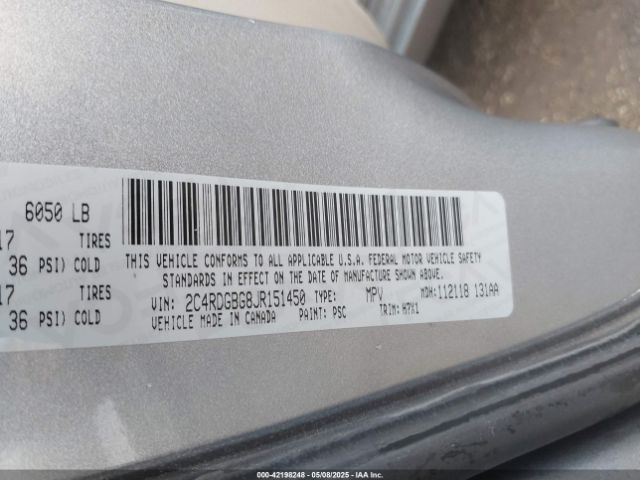 6050 LB
17 TIRES
36 PSI) COLD
17 TIRES
36 PSI) COLD
THIS VEHICLE CONFORMS TO ALL APPLICABLE U.S.A. FEDERAL MOTOR VEHICLE SAFETY
STANDARDS IN EFFECT ON THE DATE OF MANUFACTURE SHOWN ABOVE.
VIN: 2C4RDGBG8JR151450 TYPE: MPV MDH: 112118 131AA
VEHICLE MADE IN CANADA PAINT: PSC TRIM: H7X1
000-42198248 - 05/08/2025 - IAA Inc.